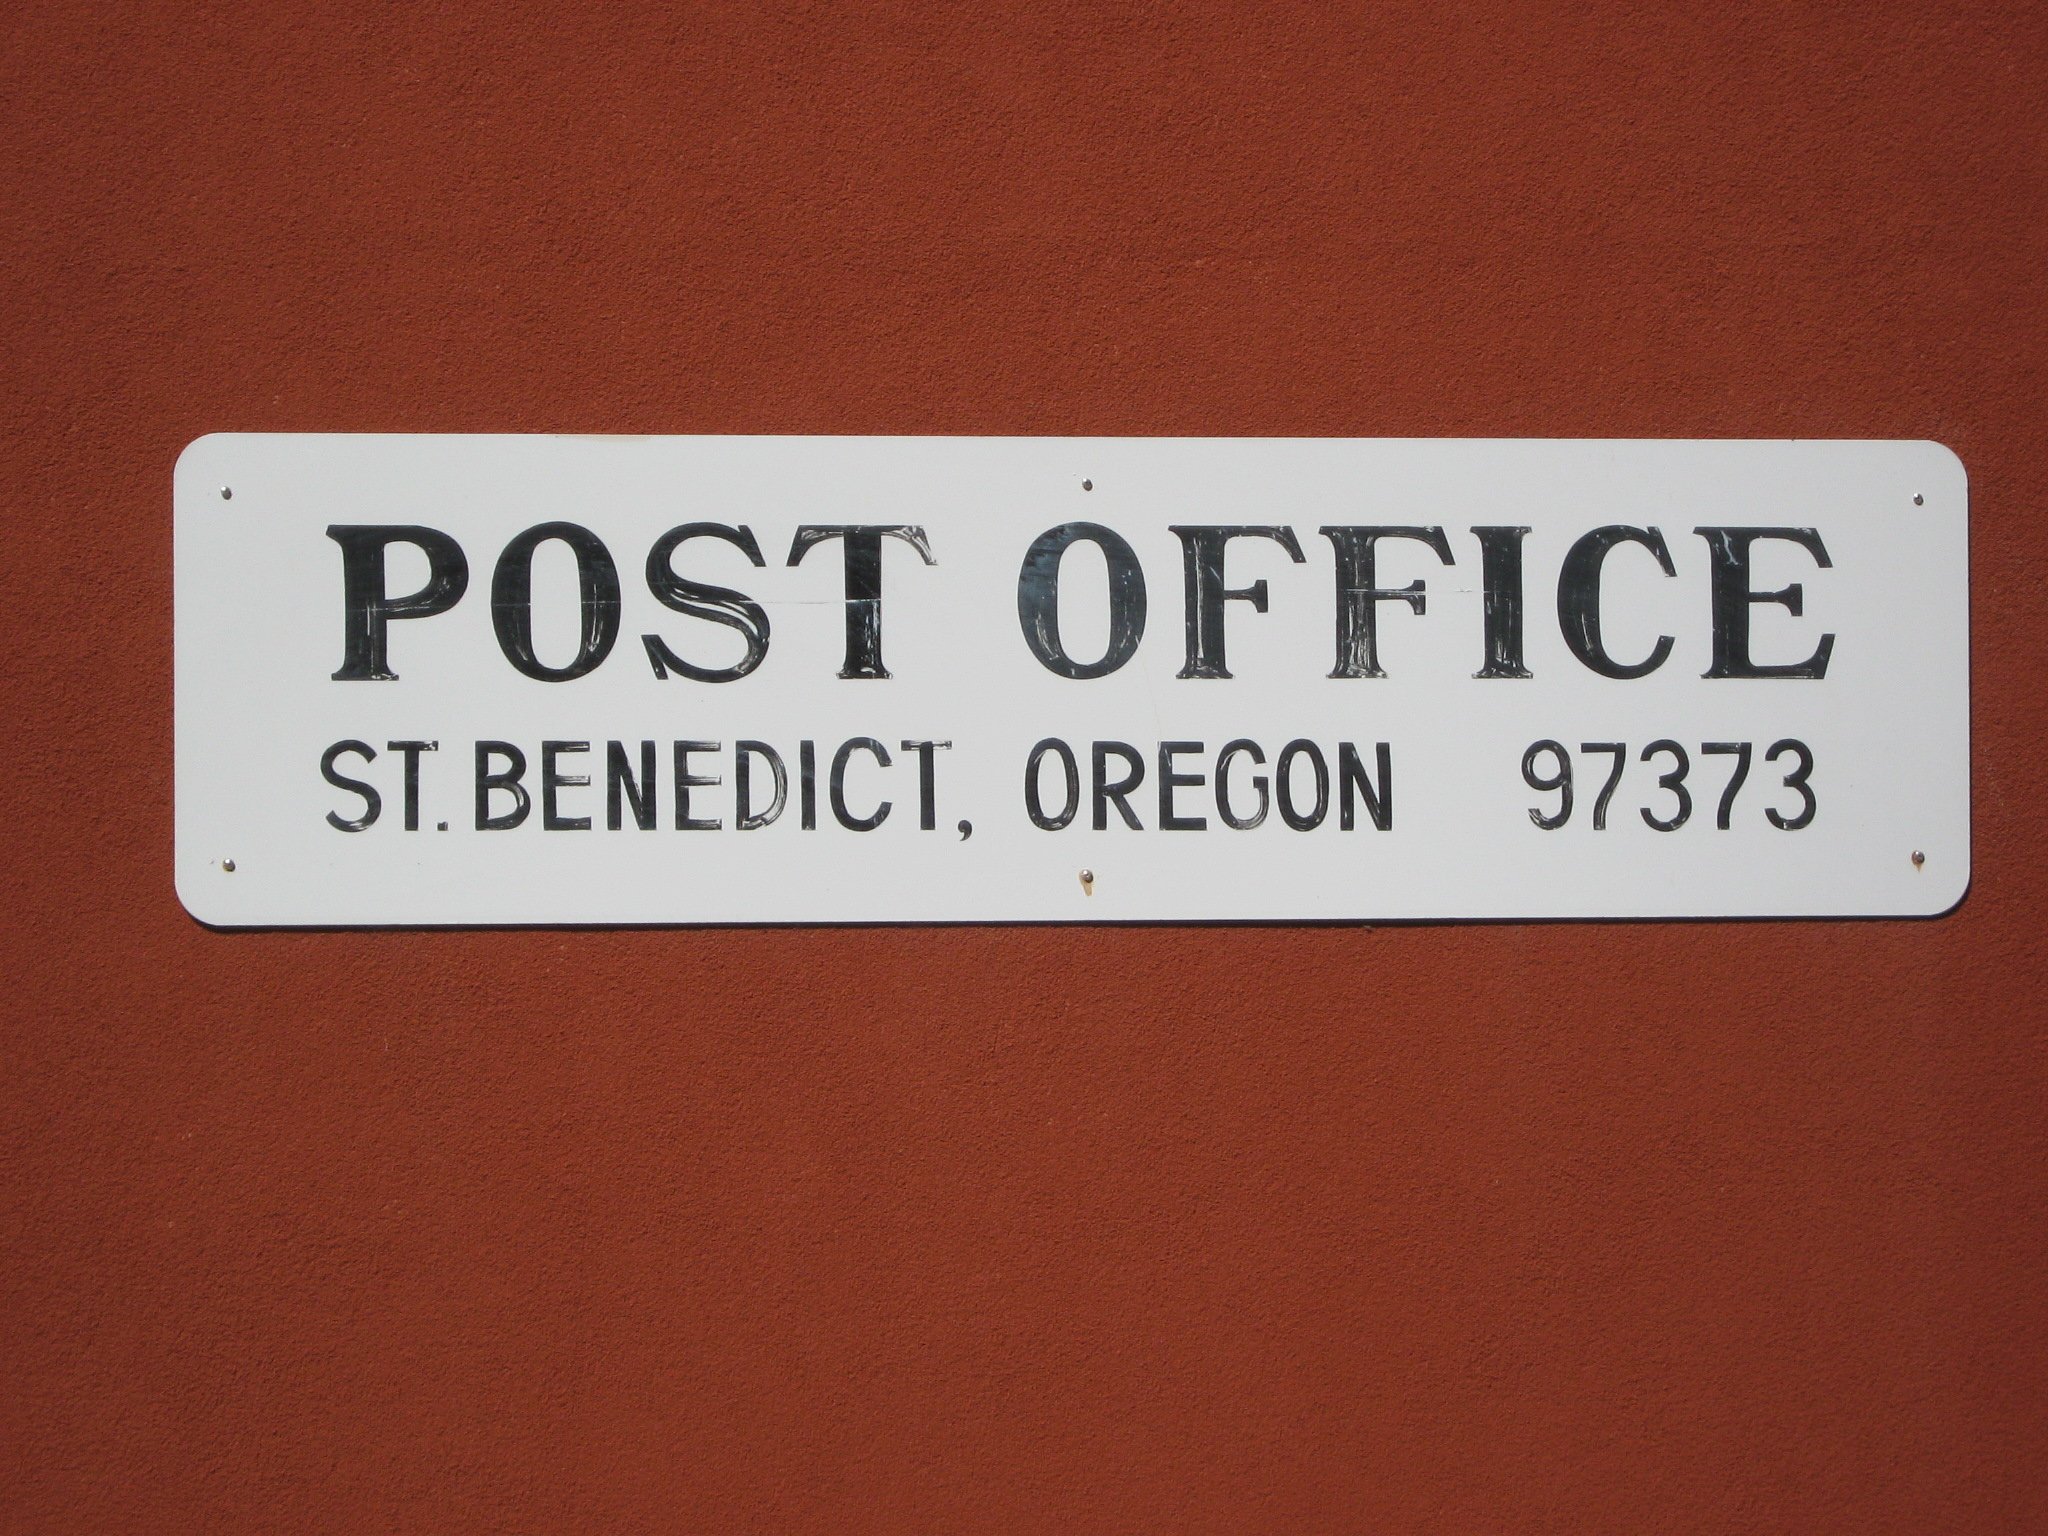 POST OFFICE
ST. BENEDICT, OREGON 97373